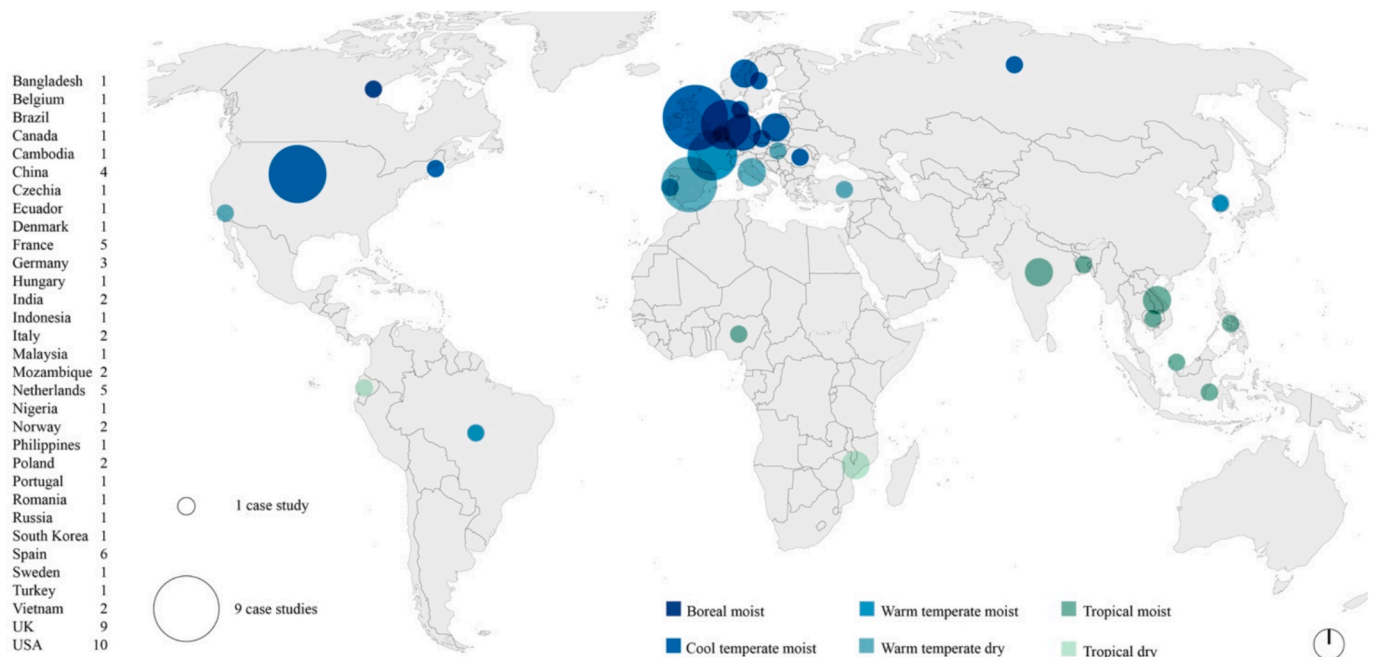 Bangladesh 1
Belgium 1
Brazil 1
Canada 1
Cambodia 1
China 4
Czechia 1
Ecuador 1
Denmark 1
France 5
Germany 3
Hungary 1
India 2
Indonesia 1
Italy 2
Malaysia 1
Mozambique 2
Netherlands 5
Nigeria 1
Norway 2
Philippines 1
Poland 2
Portugal 1
Romania 1
Russia 1
South Korea 1
Spain 6
Sweden 1
Turkey 1
Vietnam 2
UK 9
USA 10
1 case study
9 case studies
Boreal moist
Cool temperate moist
Warm temperate moist
Warm temperate dry
Tropical moist
Tropical dry